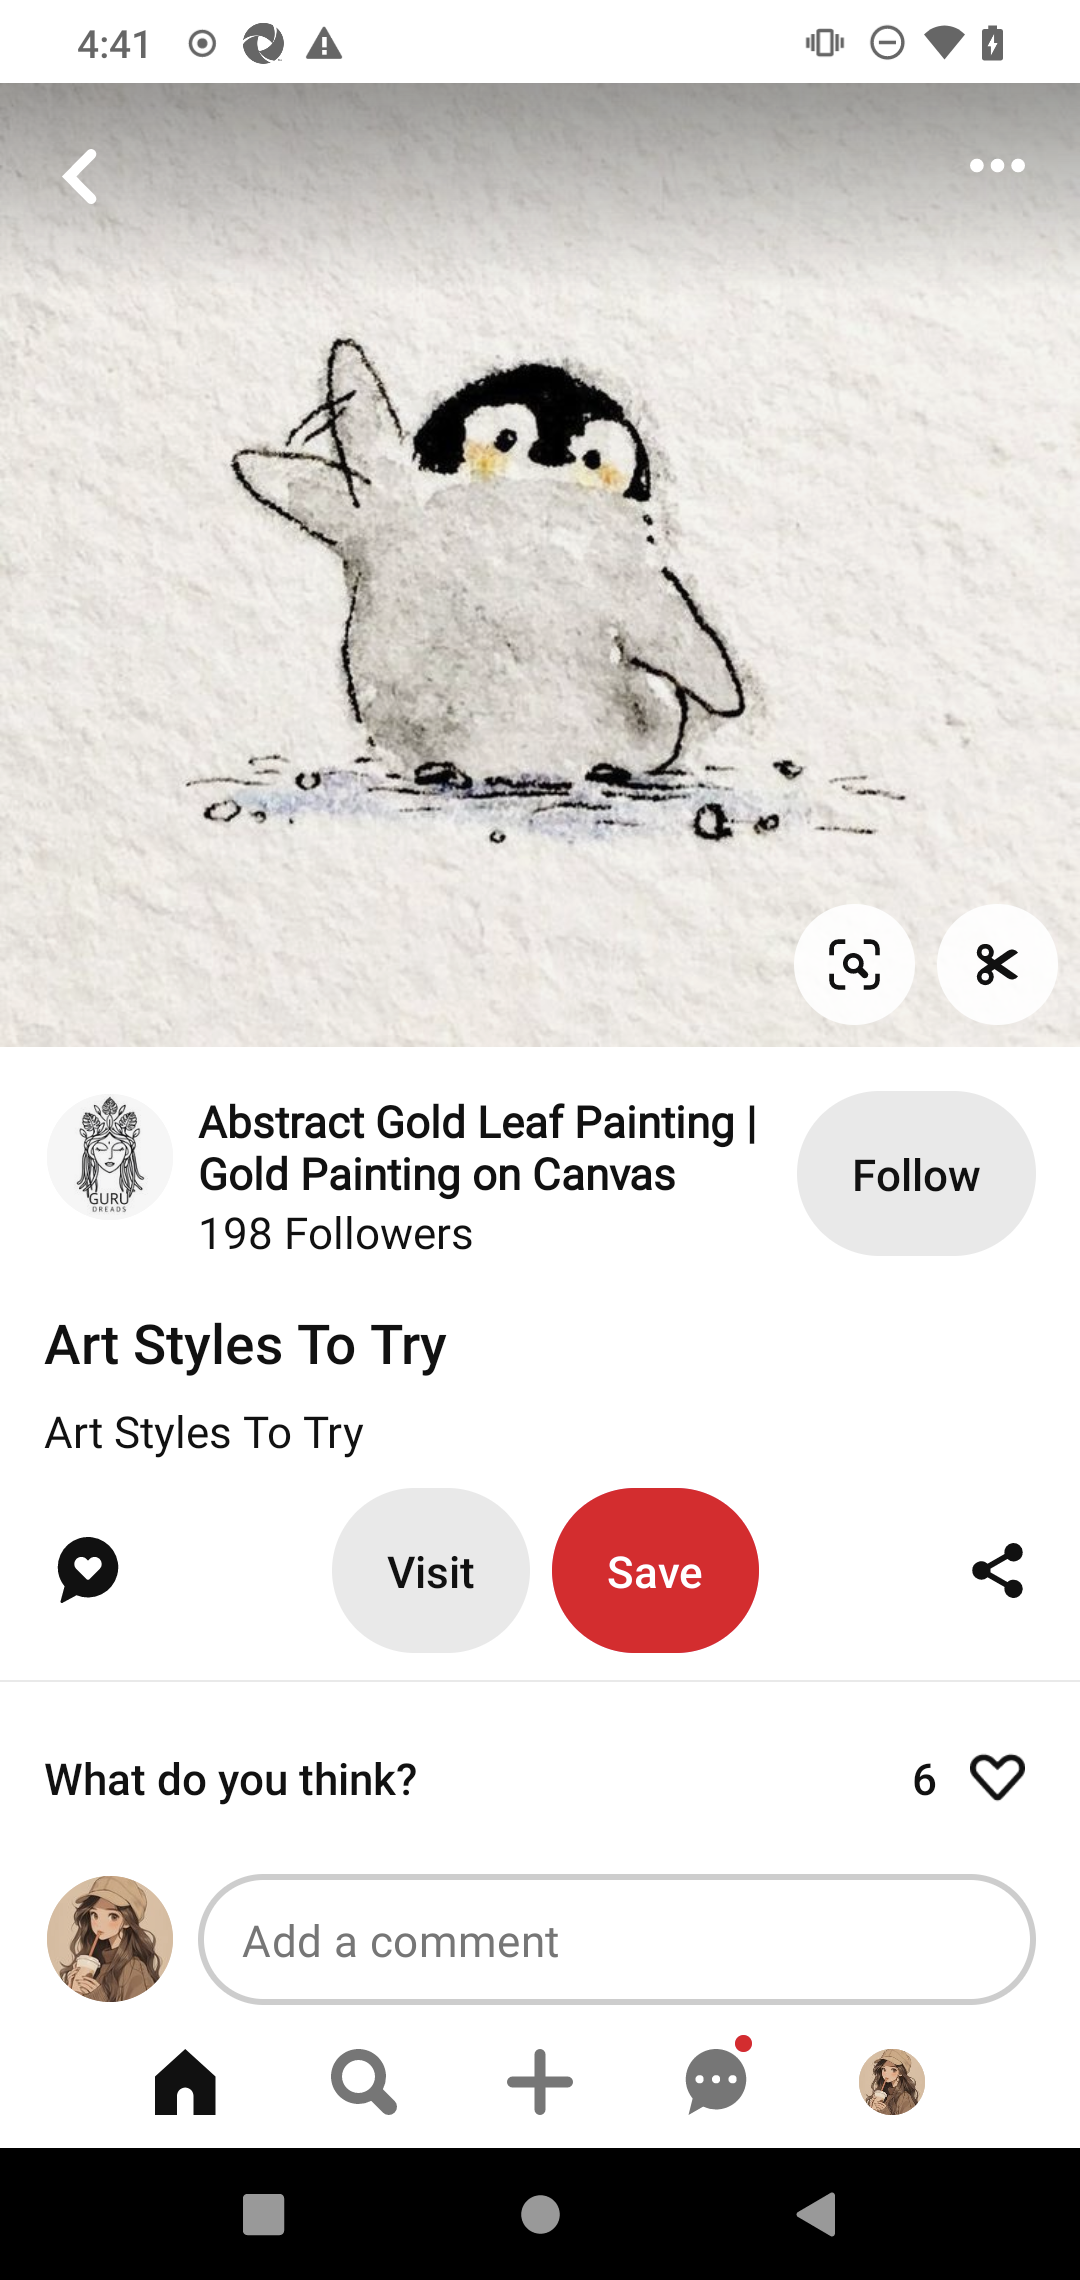 4:41
Abstract Gold Leaf Painting |
Gold Painting on Canvas
198 Followers
Follow
GURU
DREADS
Art Styles To Try
Art Styles To Try
Visit
Save
What do you think?
6
Add a comment